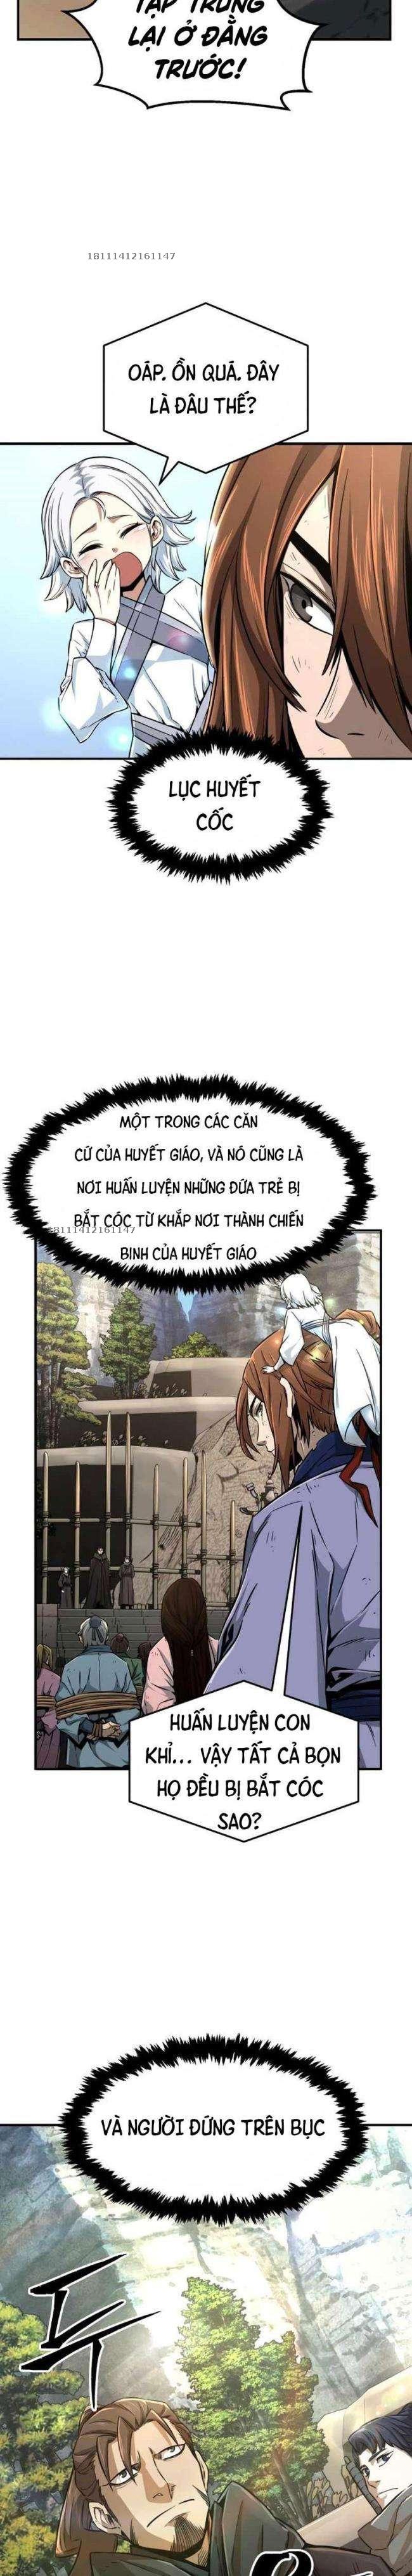 TẬP TRUNG
LẠI Ở ĐẰNG
TRƯỚC!
18111412161147
OÁP. ỒN QUÁ. ĐÂY
LÀ ĐÂU THẾ?
LỤC HUYẾT
CỐC
MỘT TRONG CÁC CĂN
CỨ CỦA HUYẾT GIÁO, VÀ NÓ CŨNG LÀ
NƠI HUẤN LUYỆN NHỮNG ĐỨA TRẺ BỊ
BẮT CÓC TỪ KHẮP NƠI THÀNH CHIẾN
18111412161147
BINH CỦA HUYẾT GIÁO
HUẤN LUYỆN CON
KHỈ... VẬY TẤT CẢ BỌN
HỌ ĐỀU BỊ BẮT CÓC
SAO?
VÀ NGƯỜI ĐỨNG TRÊN BỤC
두